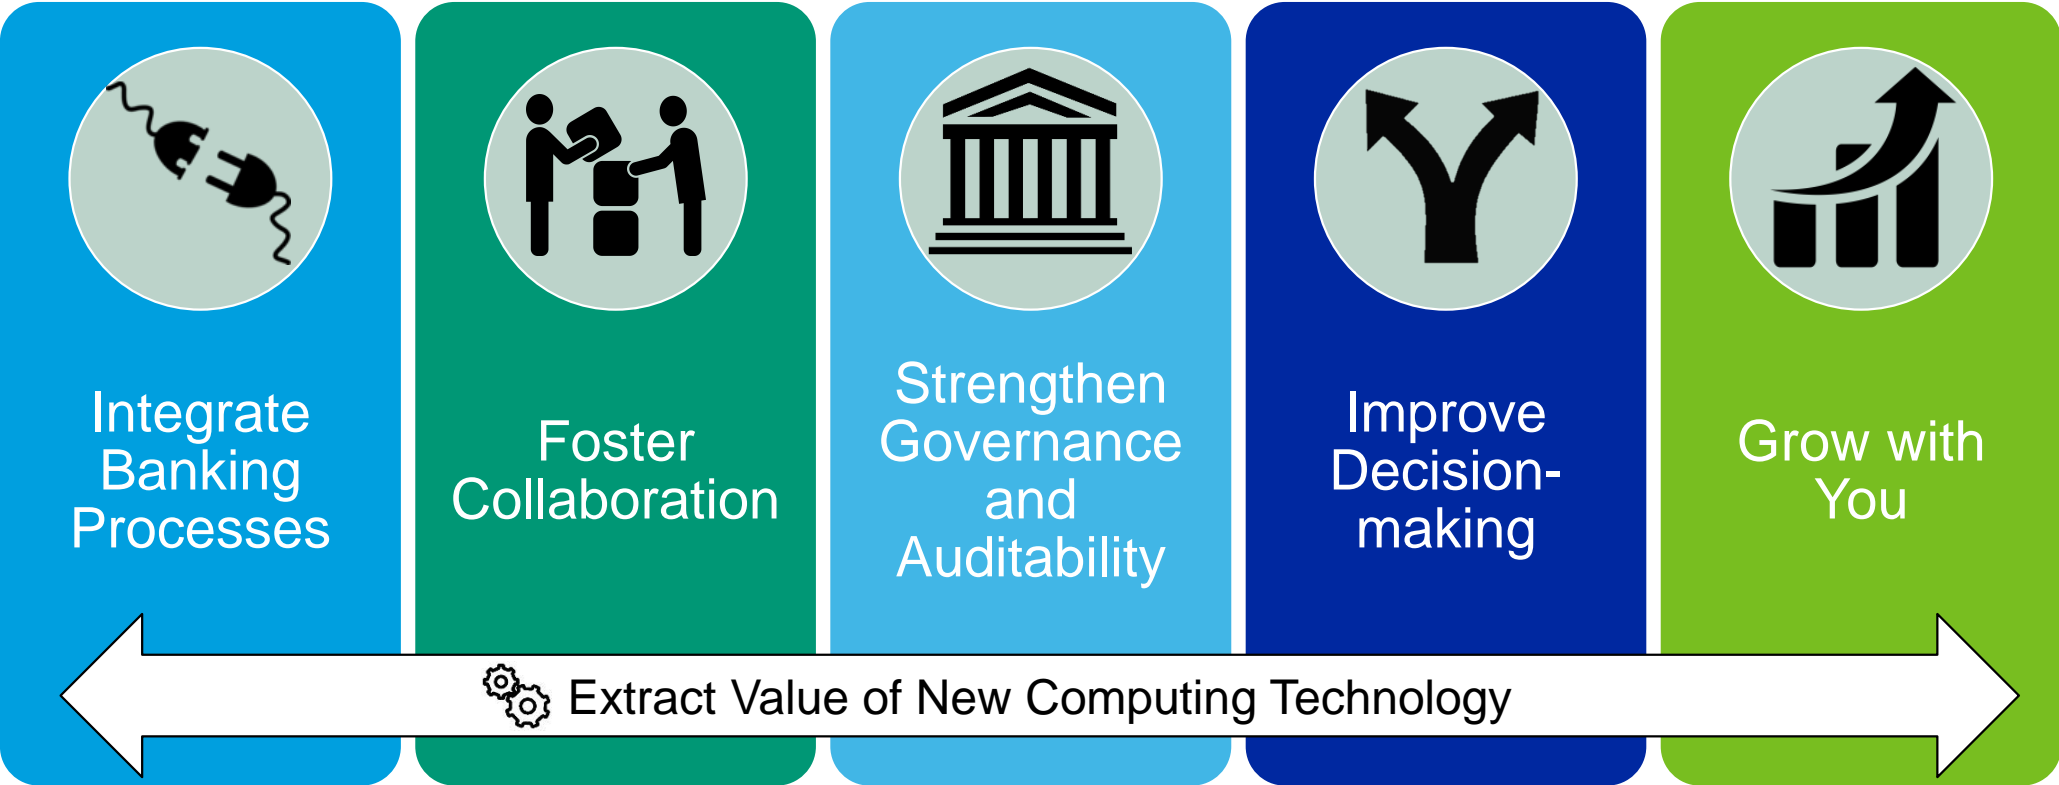 Integrate
Banking
Processes
Foster
Collaboration
Strengthen
Governance
and
Auditability
Improve
Decision-
making
Grow with
You
Extract Value of New Computing Technology